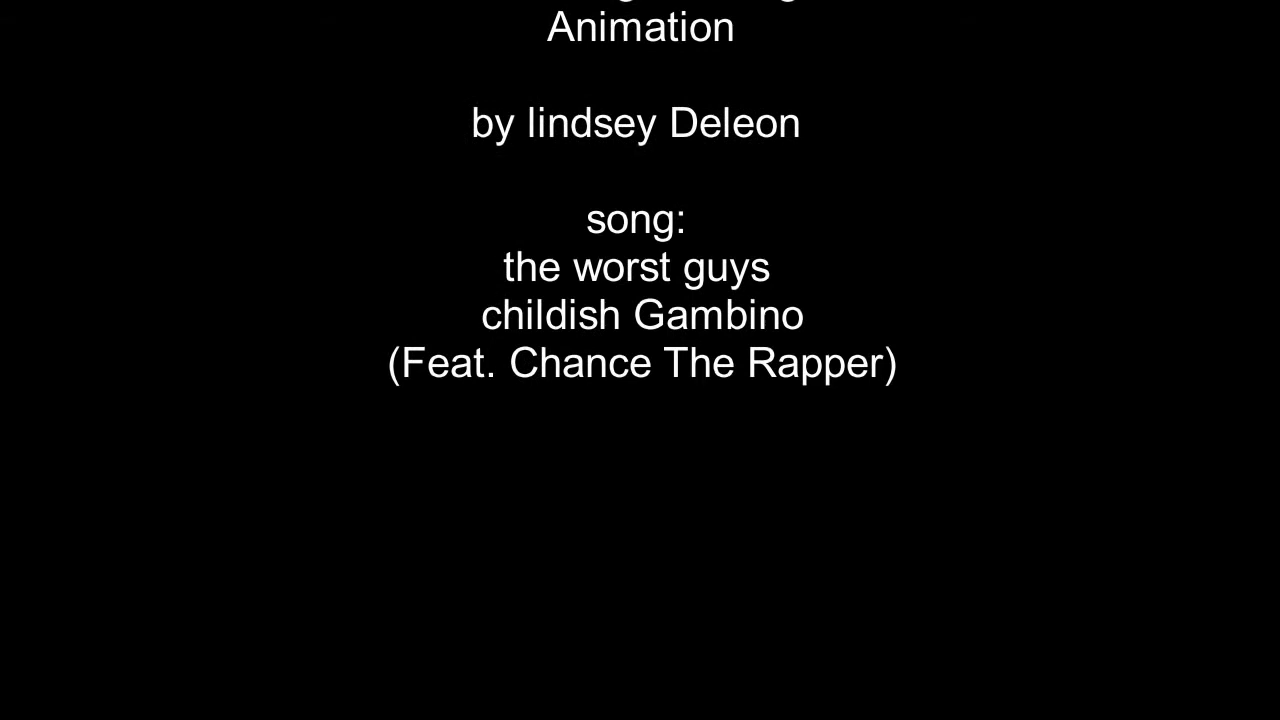 Animation
by lindsey Deleon
song:
the worst guys
childish Gambino
(Feat. Chance The Rapper)